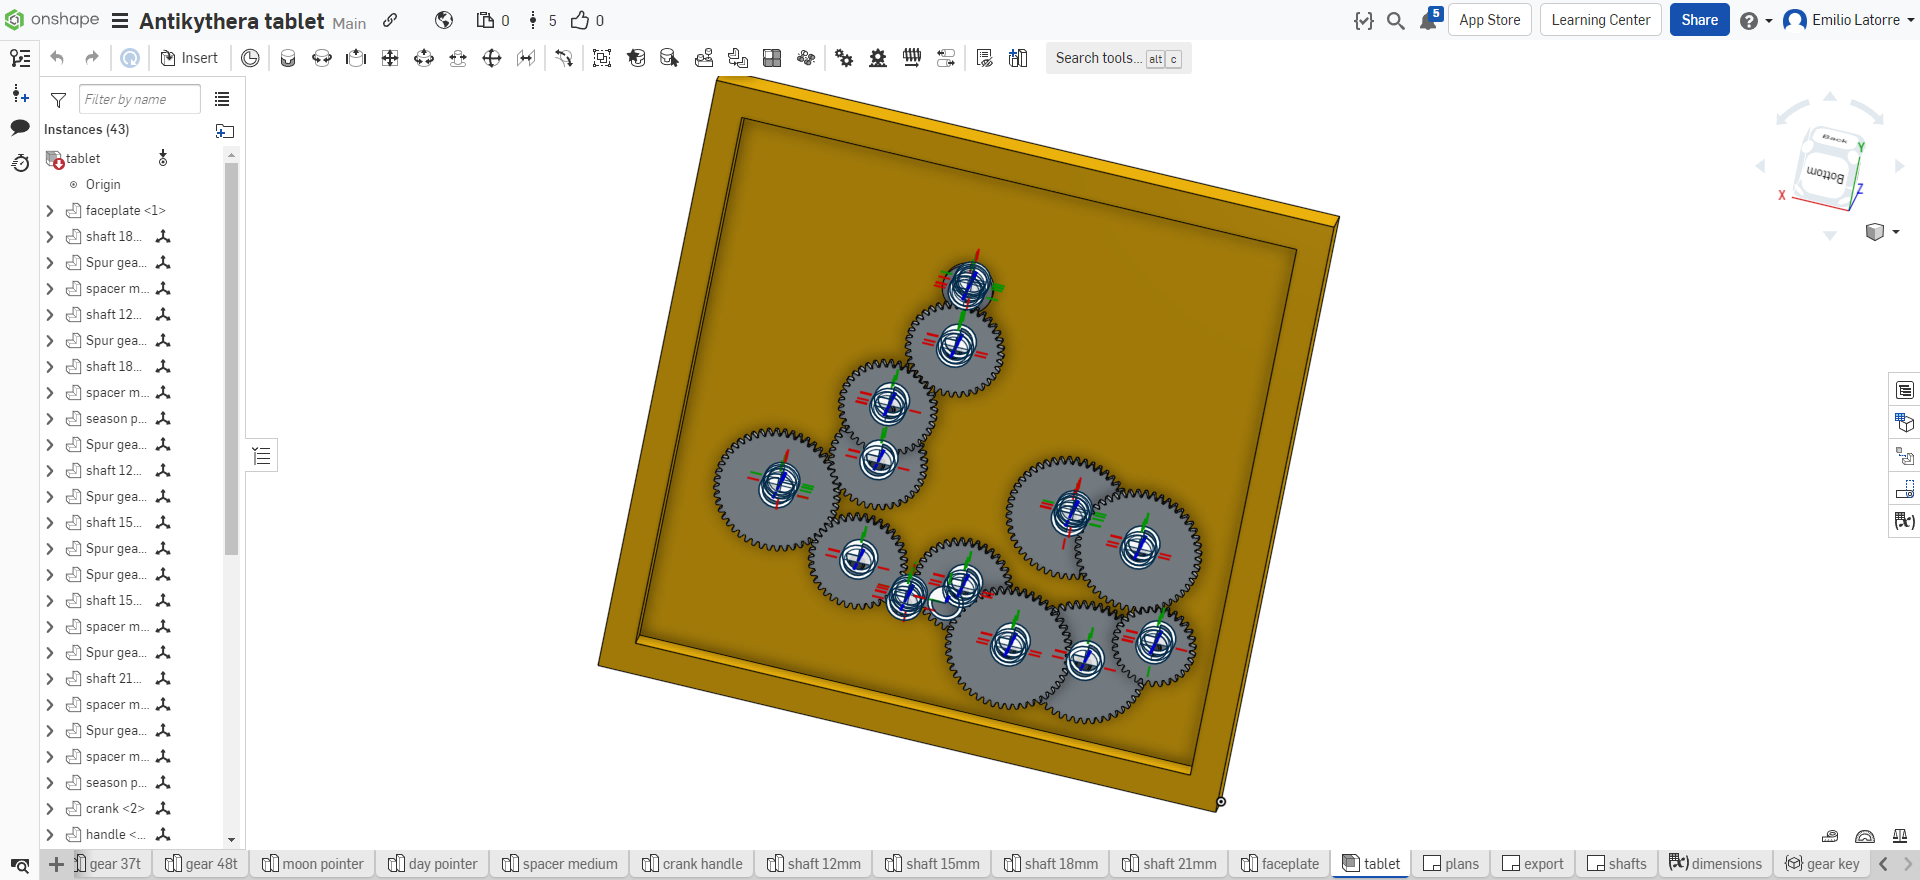 onshape Antikythera tablet Main 0 5 0 5 App Store Learning Center Share Emilio Latorre
Insert Search tools... alt c
Filter by name
Instances (43)
tablet
Origin
faceplate <1>
shaft 18...
Spur gea...
spacer m...
shaft 12...
Spur gea...
shaft 18...
spacer m...
season p...
Spur gea...
shaft 12...
Spur gea...
shaft 15...
Spur gea...
Spur gea...
shaft 15...
spacer m...
Spur gea...
shaft 21...
spacer m...
Spur gea...
spacer m...
season p...
crank <2>
handle <...
Back
Bottom
X
Y
Z
gear 37t gear 48t moon pointer day pointer spacer medium crank handle shaft 12mm shaft 15mm shaft 18mm shaft 21mm faceplate tablet plans export shafts dimensions gear key